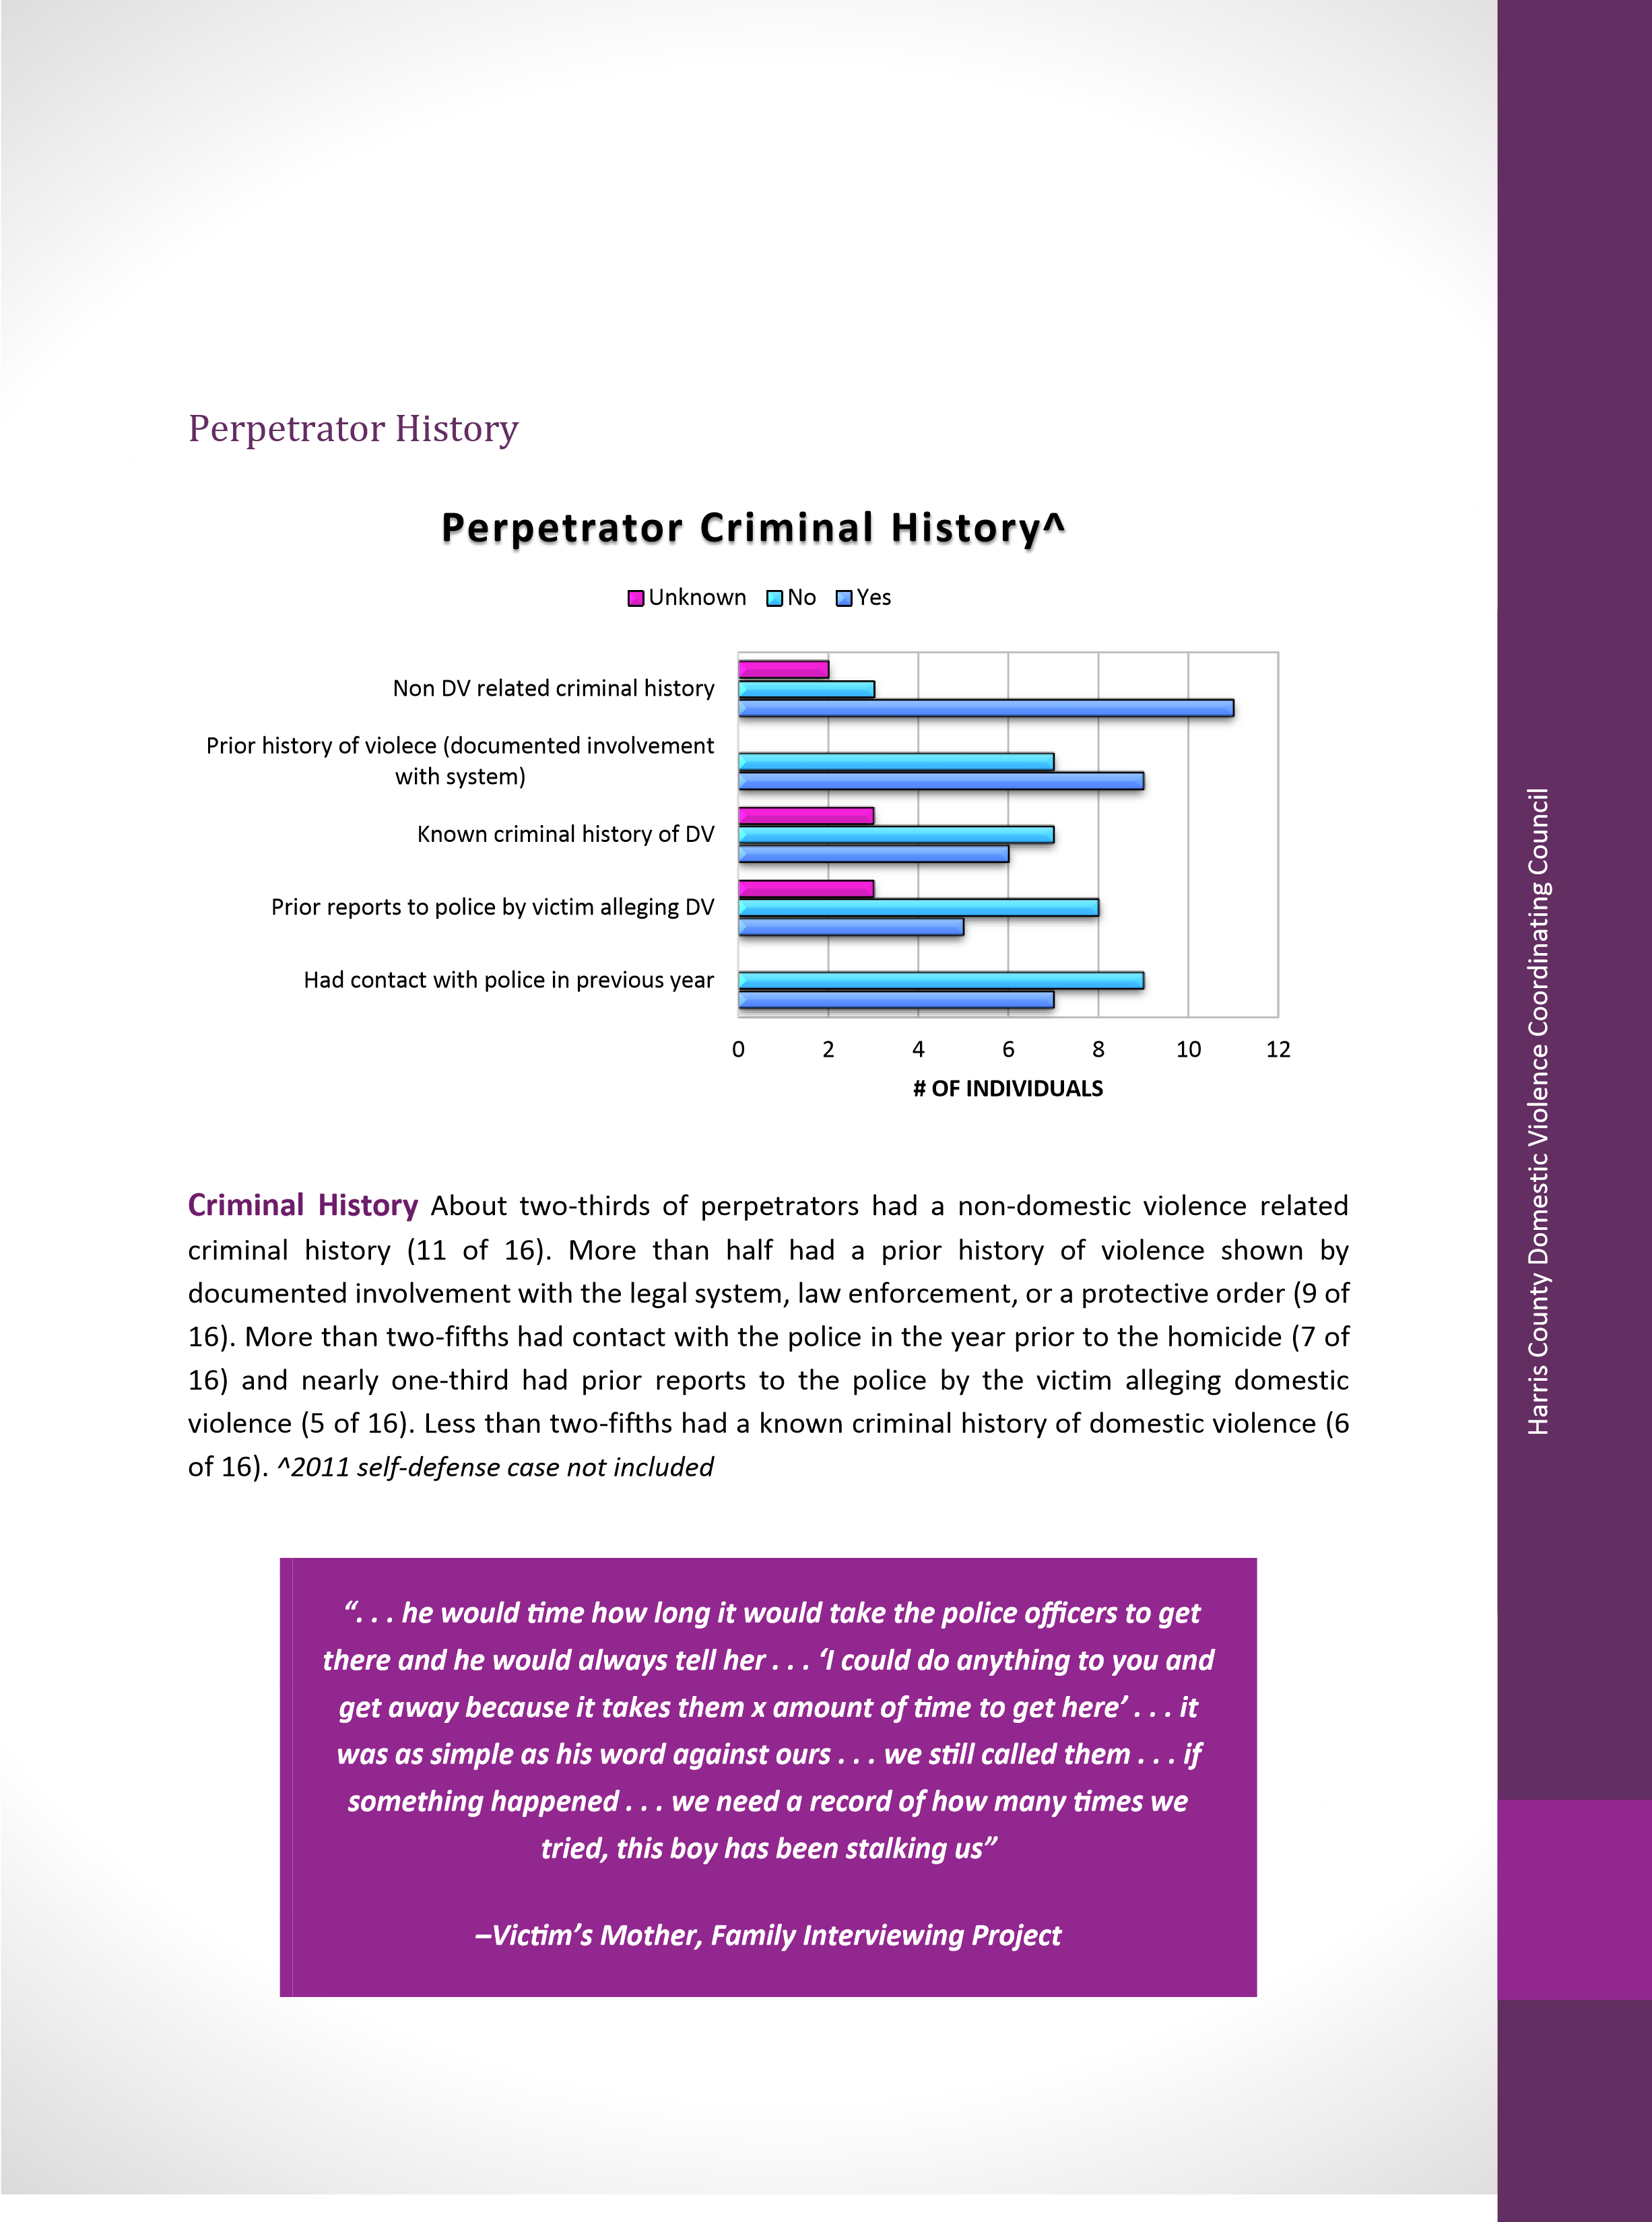 Perpetrator History
Perpetrator Criminal History^
Unknown No Yes
Non DV related criminal history
Prior history of violece (documented involvement
with system)
Known criminal history of DV
Prior reports to police by victim alleging DV
Had contact with police in previous year
0 2 4 6 8 10 12
# OF INDIVIDUALS
Criminal History About two-thirds of perpetrators had a non-domestic violence related
criminal history (11 of 16). More than half had a prior history of violence shown by
documented involvement with the legal system, law enforcement, or a protective order (9 of
16). More than two-fifths had contact with the police in the year prior to the homicide (7 of
16) and nearly one-third had prior reports to the police by the victim alleging domestic
violence (5 of 16). Less than two-fifths had a known criminal history of domestic violence (6
of 16). ^2011 self-defense case not included
“. . . he would time how long it would take the police officers to get
there and he would always tell her . . . ‘I could do anything to you and
get away because it takes them x amount of time to get here’ . . . it
was as simple as his word against ours . . . we still called them . . . if
something happened . . . we need a record of how many times we
tried, this boy has been stalking us”
–Victim’s Mother, Family Interviewing Project
Harris County Domestic Violence Coordinating Council